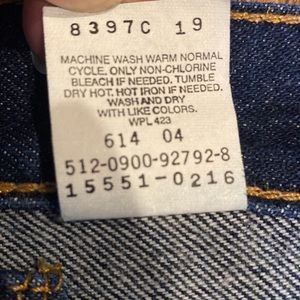 8397C 19
MACHINE WASH WARM NORMAL
CYCLE. ONLY NON-CHLORINE
BLEACH IF NEEDED. TUMBLE
DRY HOT. HOT IRON IF NEEDED.
WASH AND DRY
WITH LIKE COLORS.
WPL 423
614 04
512-0900-92792-8
15551-0216